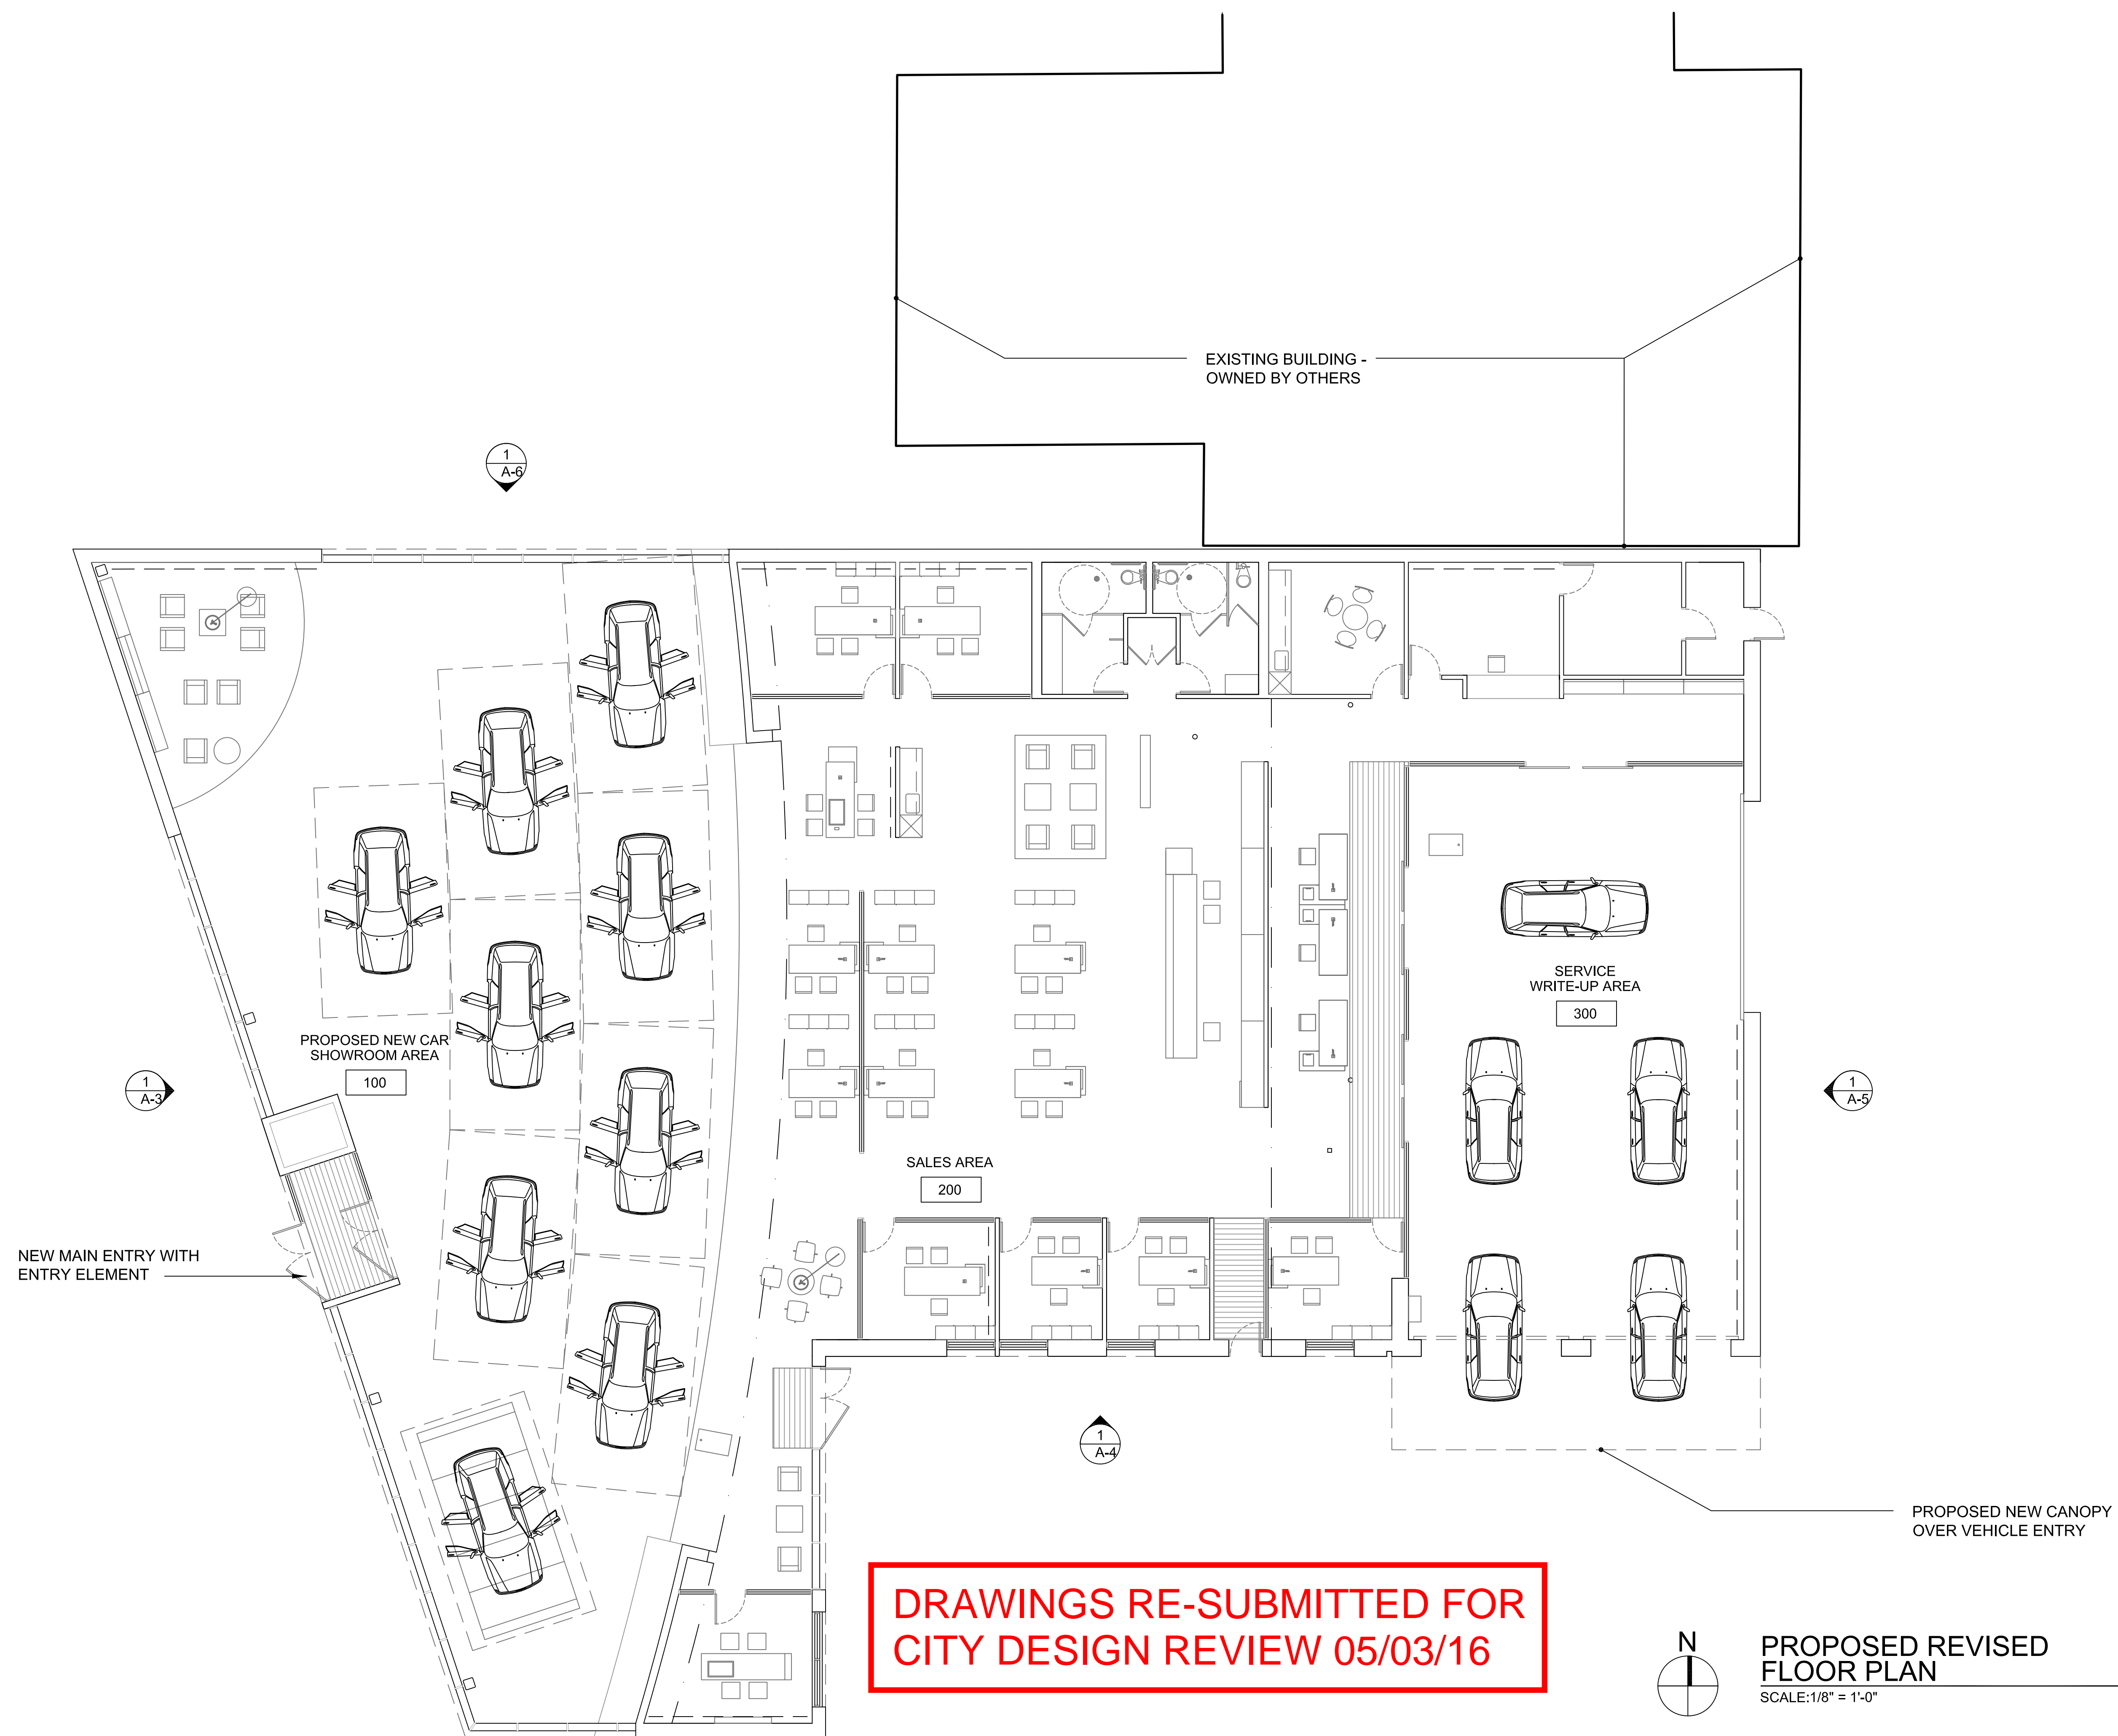 EXISTING BUILDING -
OWNED BY OTHERS
1
A-6
SERVICE
WRITE-UP AREA
300
PROPOSED NEW CAR
SHOWROOM AREA
100
1
A-3
1
A-5
SALES AREA
200
NEW MAIN ENTRY WITH
ENTRY ELEMENT
1
A-4
PROPOSED NEW CANOPY
OVER VEHICLE ENTRY
DRAWINGS RE-SUBMITTED FOR
CITY DESIGN REVIEW 05/03/16
N
PROPOSED REVISED
FLOOR PLAN
SCALE:1/8" = 1'-0"